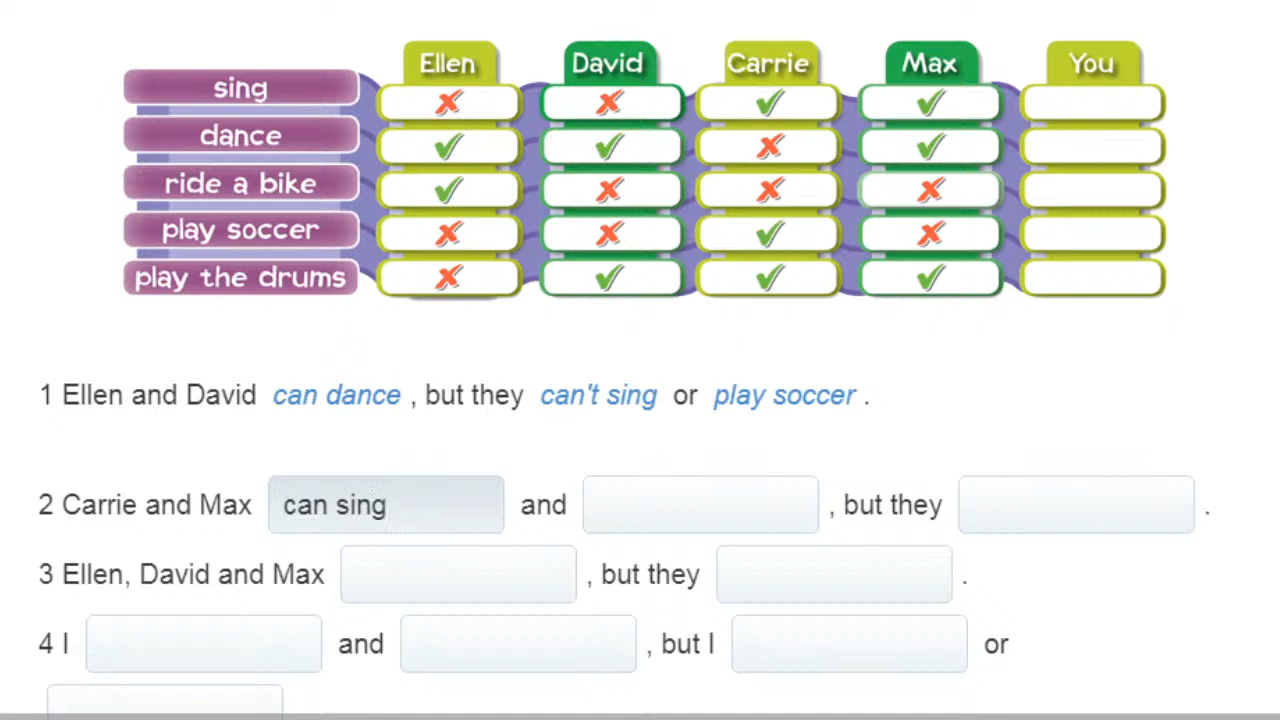 Ellen David Carrie Max You
sing
dance
ride a bike
play soccer
play the drums
1 Ellen and David can dance , but they can't sing or play soccer .
2 Carrie and Max can sing and , but they .
3 Ellen, David and Max , but they .
4 I and , but I or